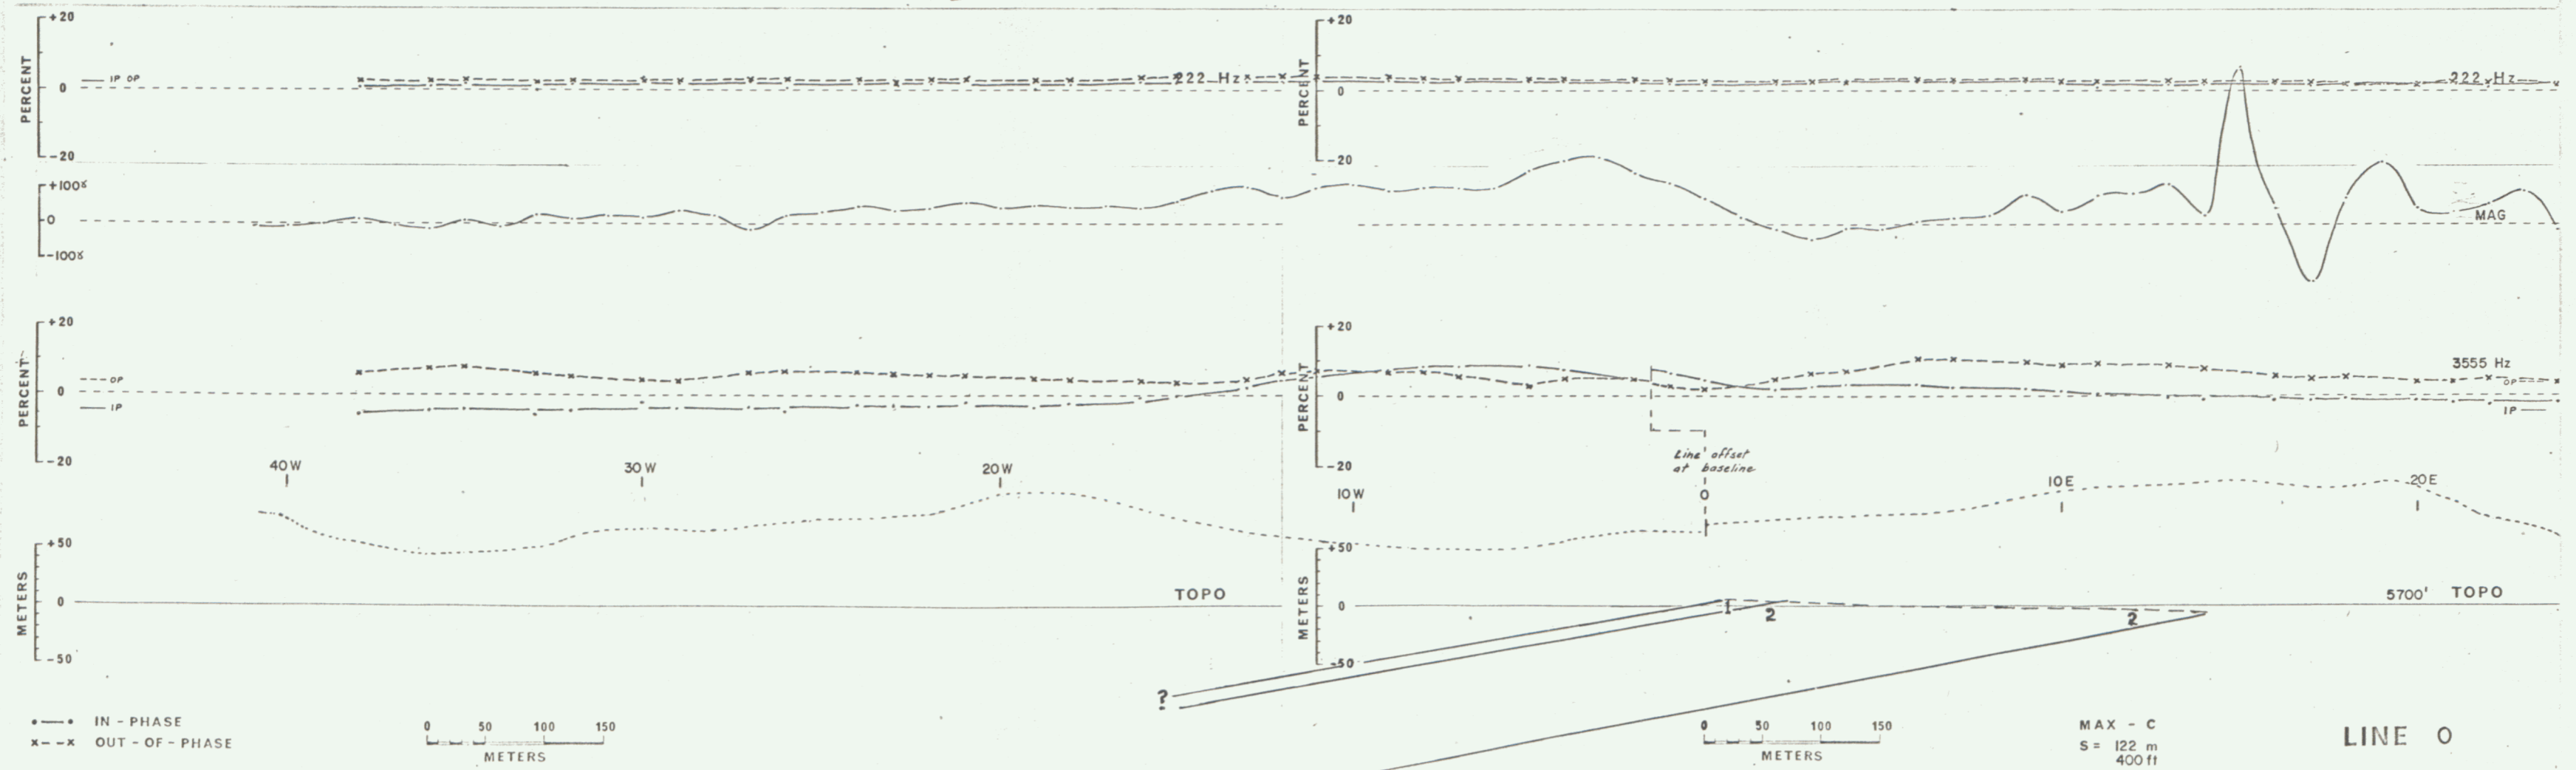 +20
PERCENT
IP OP
0
-20
222 Hz
+20
PERCENT
0
-20
222 Hz
+100ɣ
0
-100ɣ
MAG
+20
PERCENT
OP
0
IP
-20
+20
PERCENT
0
-20
3555 Hz
OP
IP
Line offset
at baseline
40W
30W
20W
10W
0
10E
20E
+50
METERS
0
-50
TOPO
+50
METERS
0
-50
1
2
2
5700' TOPO
?
IN-PHASE
OUT-OF-PHASE
0 50 100 150
METERS
0 50 100 150
METERS
MAX - C
S = 122 m
400 ft
LINE O